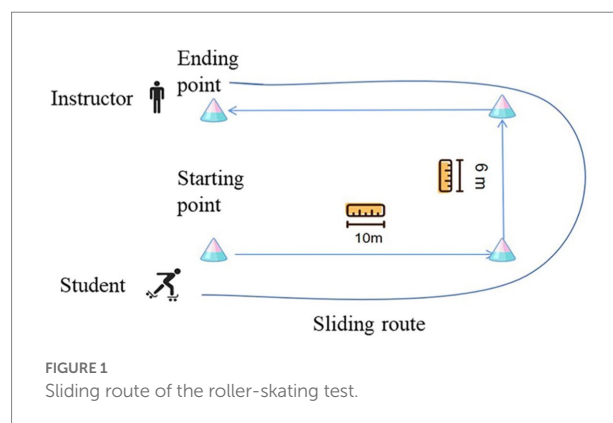 Ending
point
Instructor
6 m
Starting
point
10m
Student
Sliding route
FIGURE 1
Sliding route of the roller-skating test.